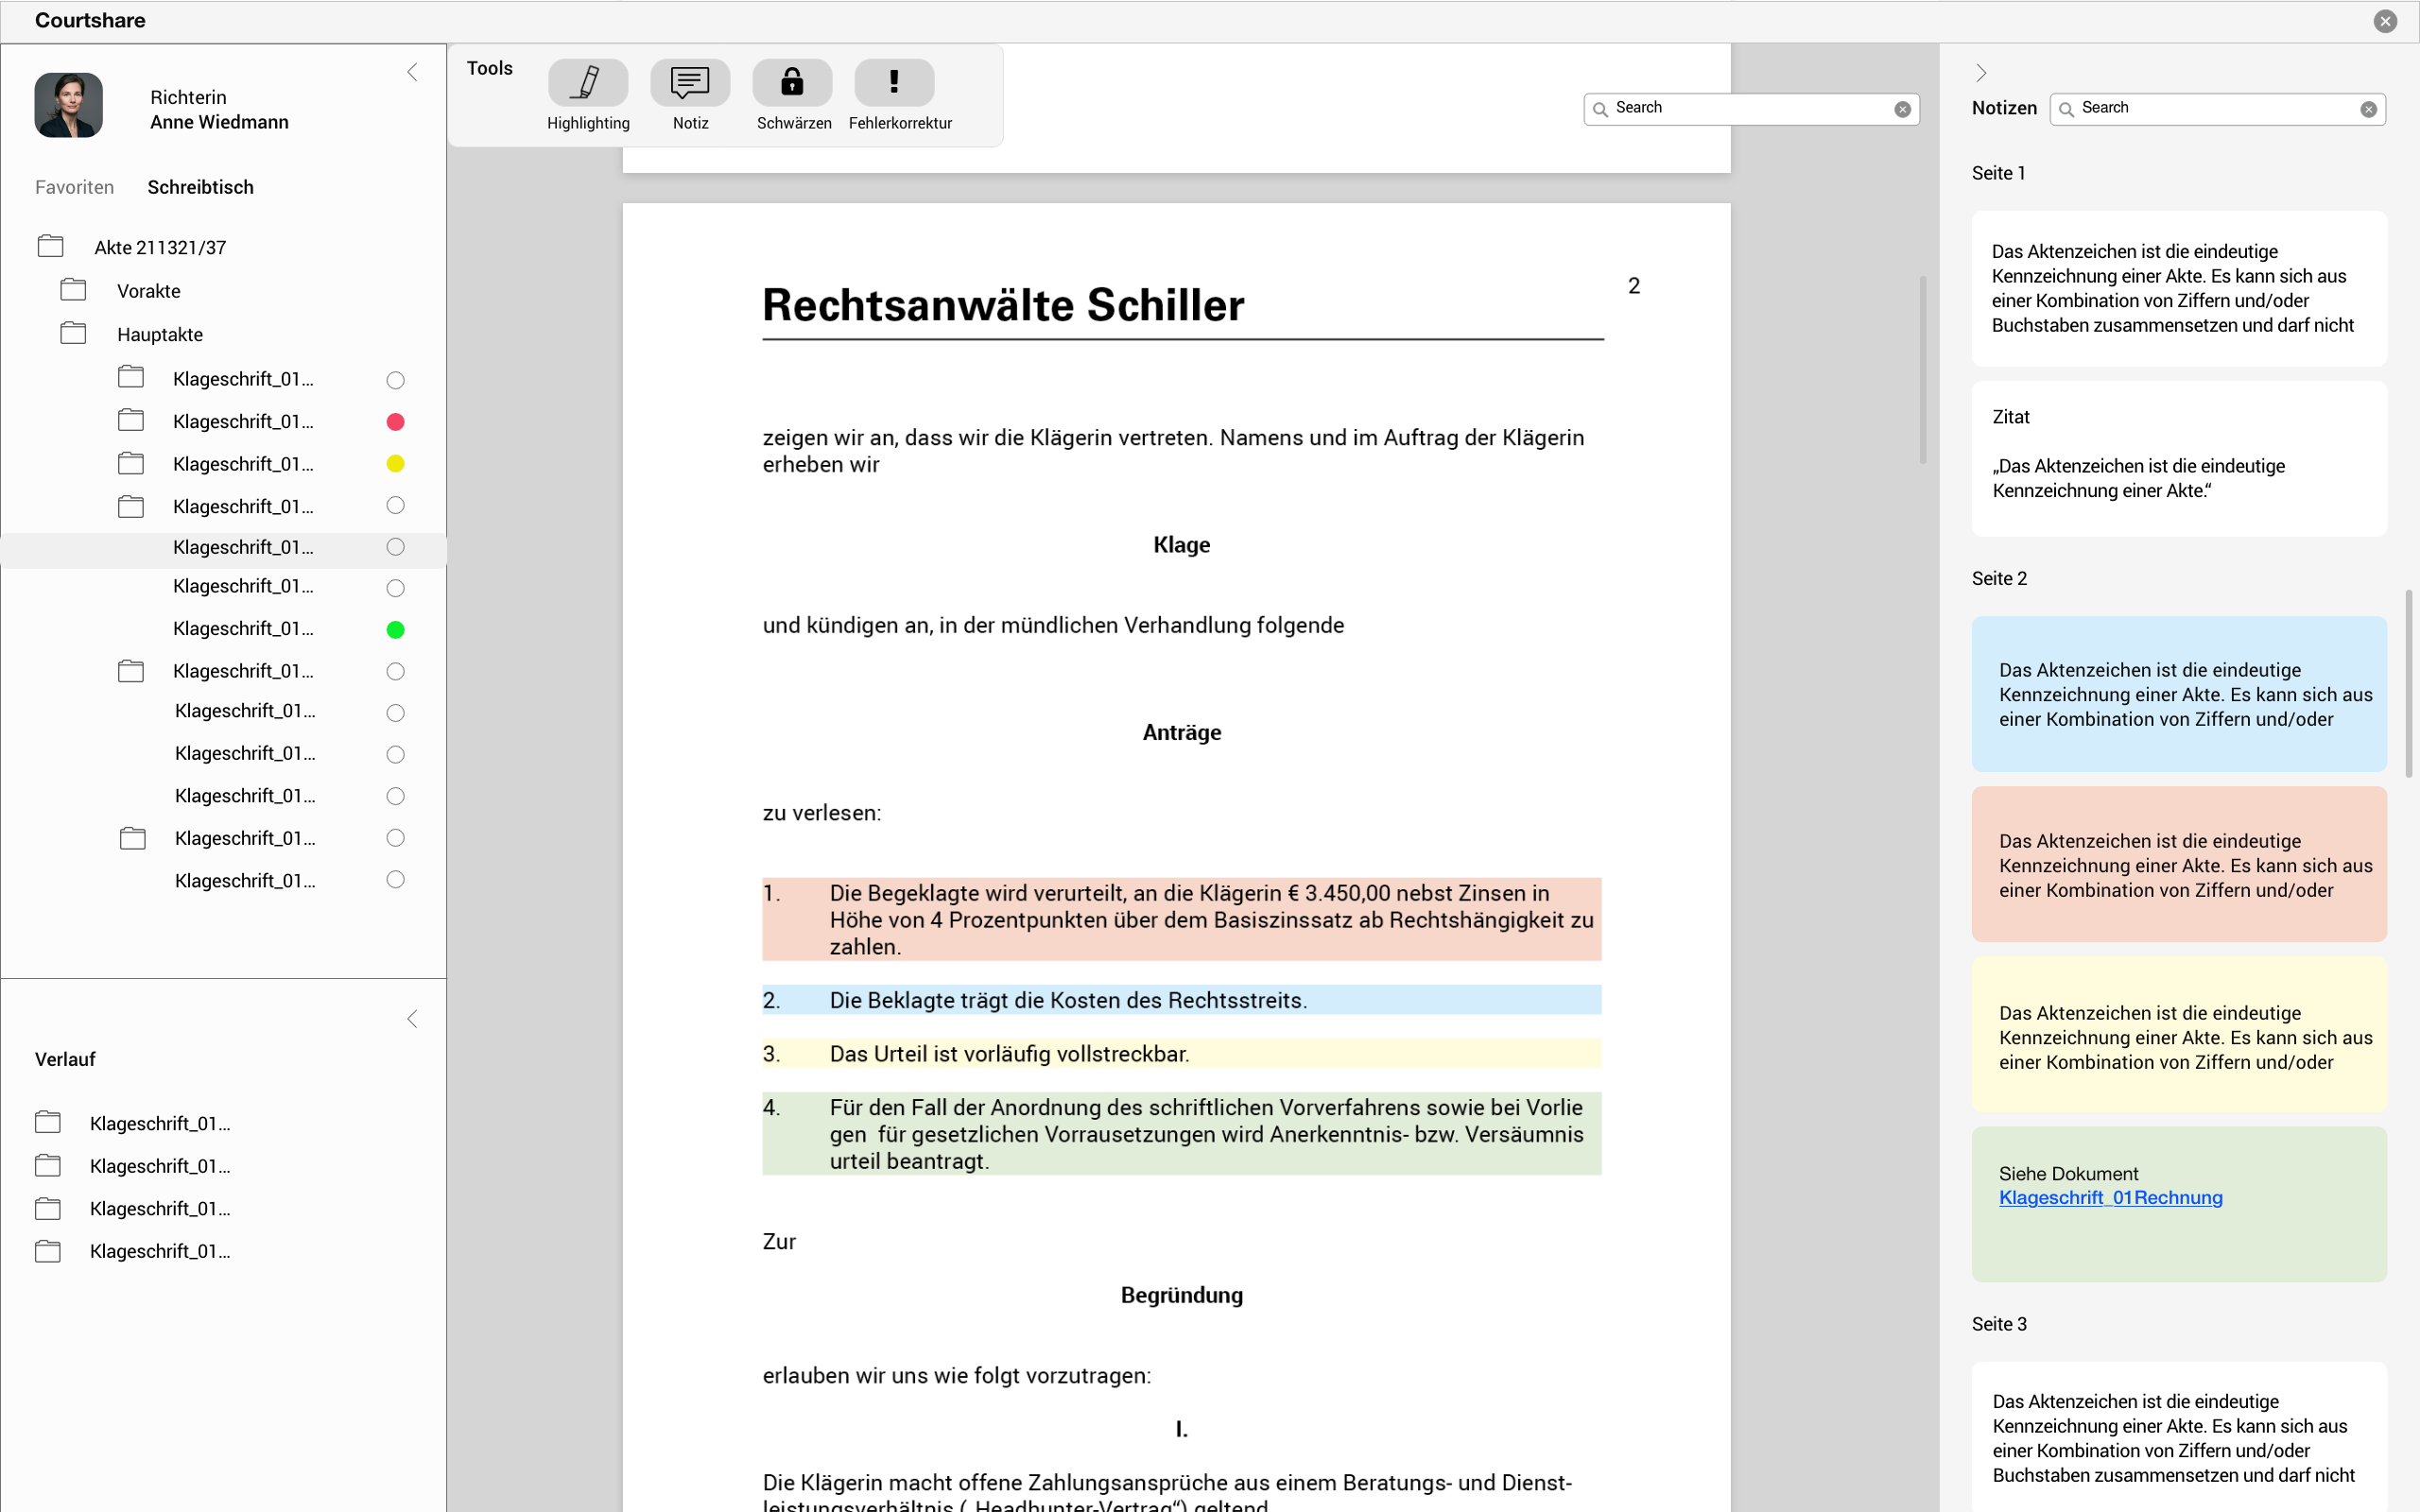 Courtshare
Richterin
Anne Wiedmann
Favoriten Schreibtisch
Akte 211321/37
Vorakte
Hauptakte
Klageschrift_01...
Klageschrift_01...
Klageschrift_01...
Klageschrift_01...
Klageschrift_01...
Klageschrift_01...
Klageschrift_01...
Klageschrift_01...
Klageschrift_01...
Klageschrift_01...
Klageschrift_01...
Klageschrift_01...
Klageschrift_01...
Verlauf
Klageschrift_01...
Klageschrift_01...
Klageschrift_01...
Klageschrift_01...
Tools
Highlighting
Notiz
Schwärzen
Fehlerkorrektur
Search
2
Rechtsanwälte Schiller
zeigen wir an, dass wir die Klägerin vertreten. Namens und im Auftrag der Klägerin
erheben wir
Klage
und kündigen an, in der mündlichen Verhandlung folgende
Anträge
zu verlesen:
1. Die Begeklagte wird verurteilt, an die Klägerin € 3.450,00 nebst Zinsen in
Höhe von 4 Prozentpunkten über dem Basiszinssatz ab Rechtshängigkeit zu
zahlen.
2. Die Beklagte trägt die Kosten des Rechtsstreits.
3. Das Urteil ist vorläufig vollstreckbar.
4. Für den Fall der Anordnung des schriftlichen Vorverfahrens sowie bei Vorlie
gen für gesetzlichen Vorrausetzungen wird Anerkenntnis- bzw. Versäumnis
urteil beantragt.
Zur
Begründung
erlauben wir uns wie folgt vorzutragen:
I.
Die Klägerin macht offene Zahlungsansprüche aus einem Beratungs- und Dienst-
leistungsverhältnis („Headhunter-Vertrag“) geltend.
Notizen
Search
Seite 1
Das Aktenzeichen ist die eindeutige
Kennzeichnung einer Akte. Es kann sich aus
einer Kombination von Ziffern und/oder
Buchstaben zusammensetzen und darf nicht
Zitat
„Das Aktenzeichen ist die eindeutige
Kennzeichnung einer Akte.“
Seite 2
Das Aktenzeichen ist die eindeutige
Kennzeichnung einer Akte. Es kann sich aus
einer Kombination von Ziffern und/oder
Das Aktenzeichen ist die eindeutige
Kennzeichnung einer Akte. Es kann sich aus
einer Kombination von Ziffern und/oder
Das Aktenzeichen ist die eindeutige
Kennzeichnung einer Akte. Es kann sich aus
einer Kombination von Ziffern und/oder
Siehe Dokument
Klageschrift_01Rechnung
Seite 3
Das Aktenzeichen ist die eindeutige
Kennzeichnung einer Akte. Es kann sich aus
einer Kombination von Ziffern und/oder
Buchstaben zusammensetzen und darf nicht